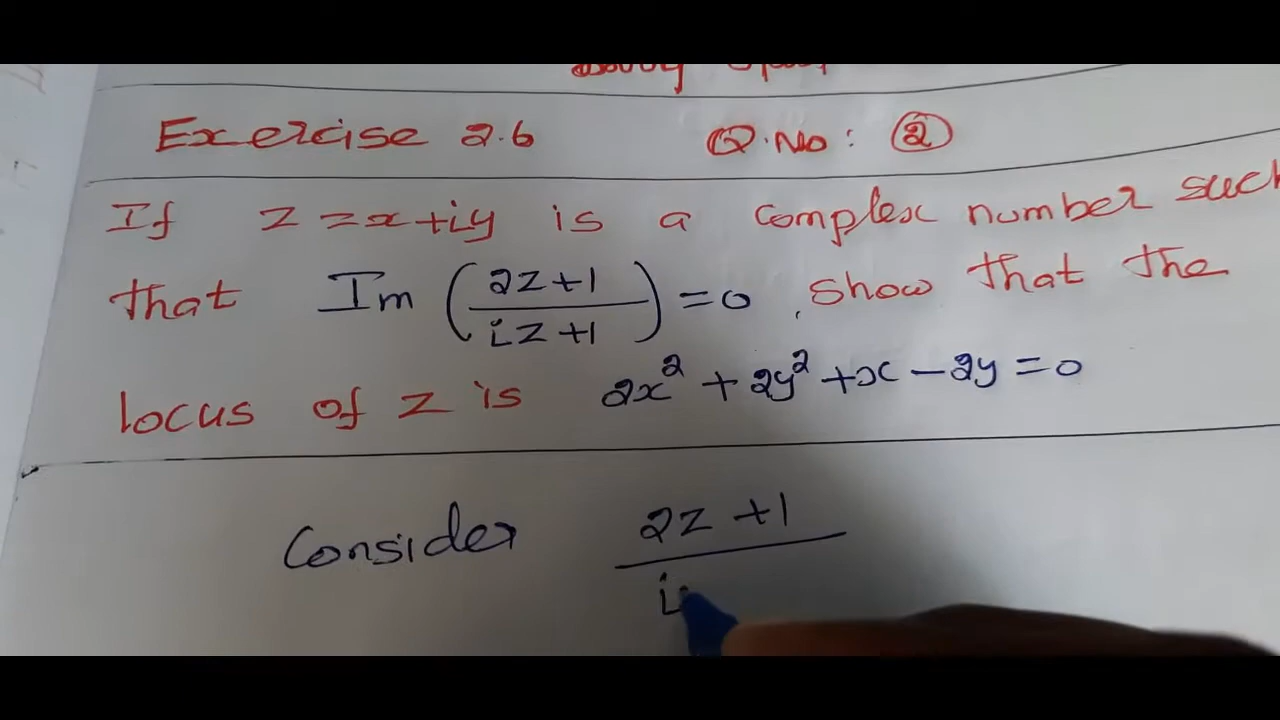 Exercise 2.6 Q.No: ②
If z = x+iy is a complex number such
that Im (2z+1 / iz+1) = 0, show that the
locus of z is 2x² + 2y² + x - 2y = 0
Consider 2z +1 / i